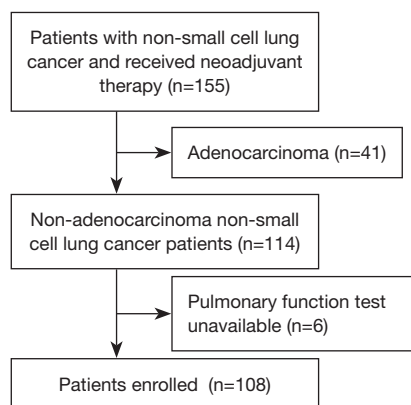 Patients with non-small cell lung
cancer and received neoadjuvant
therapy (n=155)
Adenocarcinoma (n=41)
Non-adenocarcinoma non-small
cell lung cancer patients (n=114)
Pulmonary function test
unavailable (n=6)
Patients enrolled (n=108)